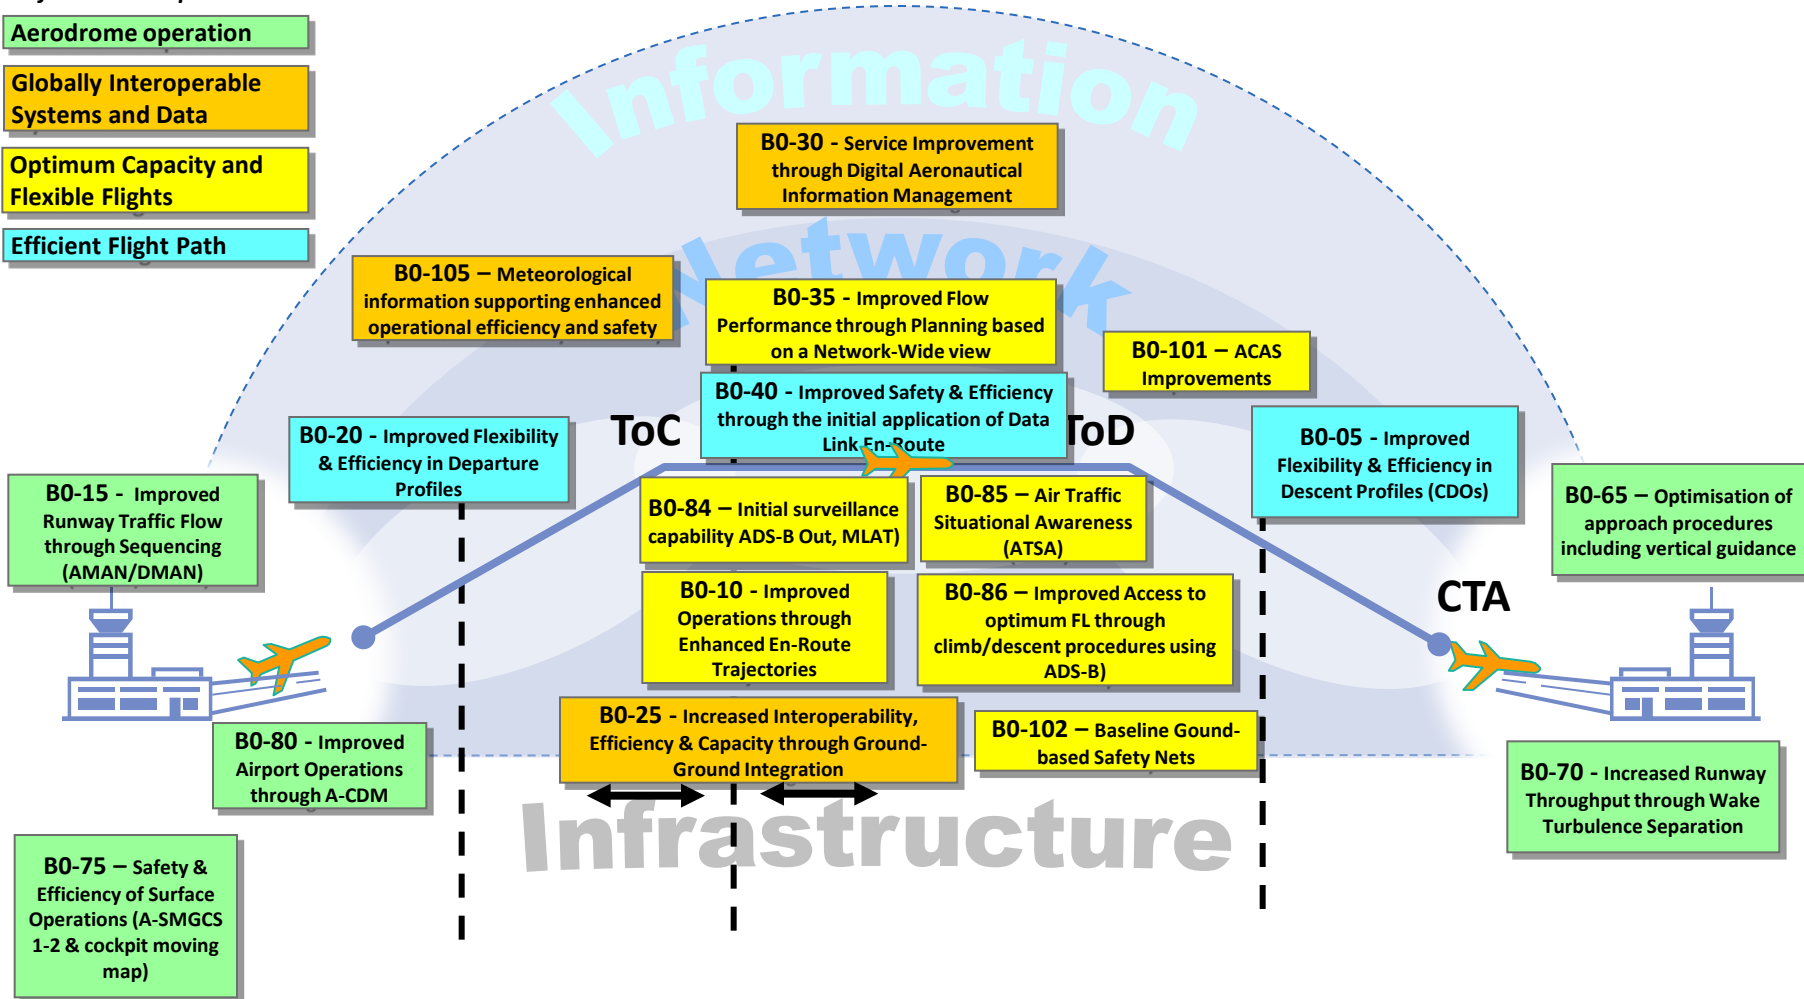 Aerodrome operation
Globally Interoperable
Systems and Data
Optimum Capacity and
Flexible Flights
Efficient Flight Path
Information
B0-30 - Service Improvement
through Digital Aeronautical
Information Management
Network
B0-105 – Meteorological
information supporting enhanced
operational efficiency and safety
B0-35 - Improved Flow
Performance through Planning based
on a Network-Wide view
B0-101 – ACAS
Improvements
B0-40 - Improved Safety & Efficiency
through the initial application of Data
Link En-Route
ToC
ToD
B0-20 - Improved Flexibility
& Efficiency in Departure
Profiles
B0-05 - Improved
Flexibility & Efficiency in
Descent Profiles (CDOs)
B0-15 - Improved
Runway Traffic Flow
through Sequencing
(AMAN/DMAN)
B0-84 – Initial surveillance
capability ADS-B Out, MLAT)
B0-85 – Air Traffic
Situational Awareness
(ATSA)
B0-65 – Optimisation of
approach procedures
including vertical guidance
B0-10 - Improved
Operations through
Enhanced En-Route
Trajectories
B0-86 – Improved Access to
optimum FL through
climb/descent procedures using
ADS-B)
CTA
B0-25 - Increased Interoperability,
Efficiency & Capacity through Ground-
Ground Integration
B0-102 – Baseline Gound-
based Safety Nets
B0-80 - Improved
Airport Operations
through A-CDM
B0-70 - Increased Runway
Throughput through Wake
Turbulence Separation
Infrastructure
B0-75 – Safety &
Efficiency of Surface
Operations (A-SMGCS
1-2 & cockpit moving
map)